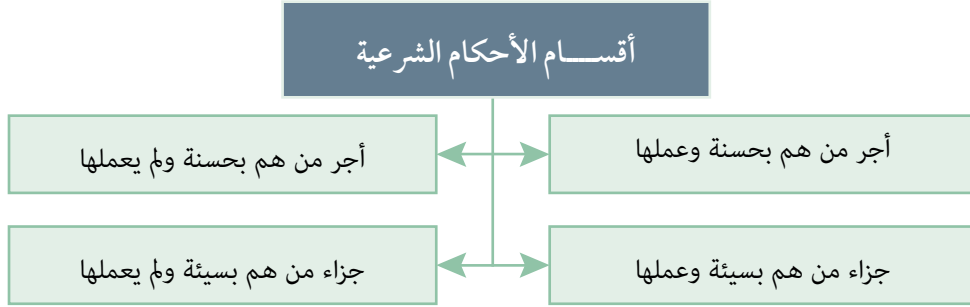 أقسام الأحكام الشرعية
أجر من هم بحسنة وعملها
أجر من هم بحسنة ولم يعملها
جزاء من هم بسيئة وعملها
جزاء من هم بسيئة ولم يعملها